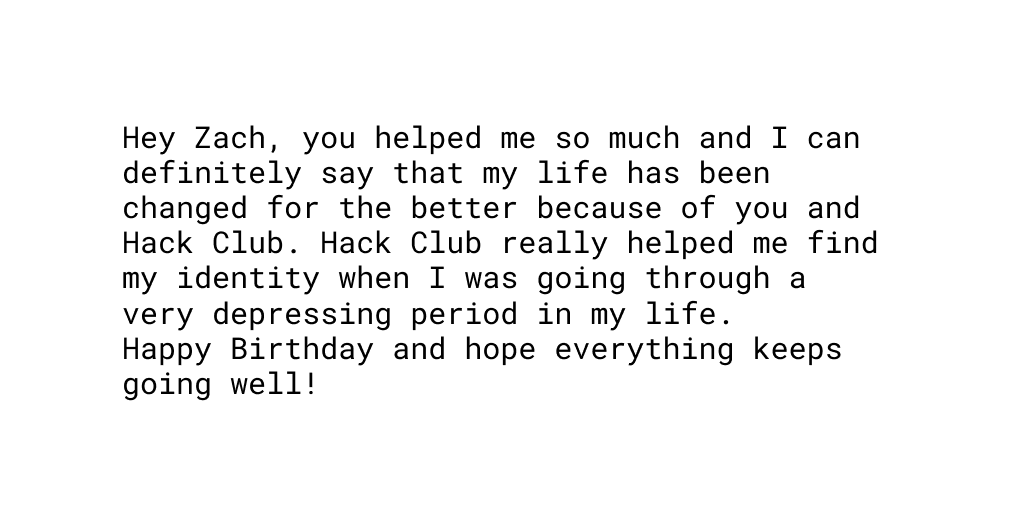 Hey Zach, you helped me so much and I can
definitely say that my life has been
changed for the better because of you and
Hack Club. Hack Club really helped me find
my identity when I was going through a
very depressing period in my life.
Happy Birthday and hope everything keeps
going well!